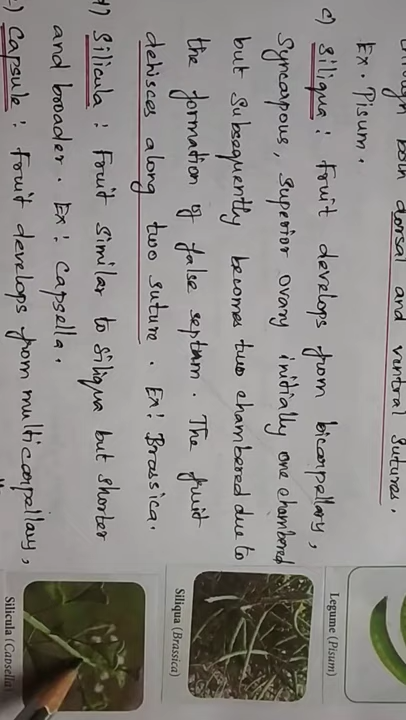 through both dorsal and ventral sutures.
Ex. Pisum.
c) Siliqua : Fruit develops from bicarpellary,
Syncarpous, Superior ovary initially one chambered
but Subsequently becomes two chambered due to
the formation of false septum. The fruit
dehisces along two suture. Ex: Brassica.
d) Silicula : Fruit Similar to Siliqua but Shorter
and broader. Ex: Capsella.
Capsule : Fruit develops from multicarpellary,
Legume (Pisum)
Siliqua (Brassica)
Silicula (Capsella)